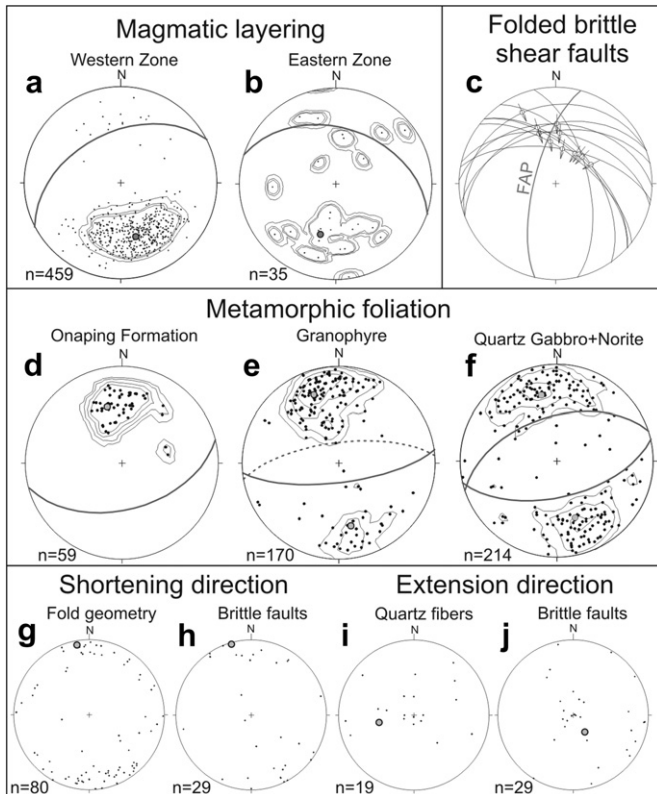 Magmatic layering
Western Zone
Eastern Zone
a
N
b
N
n=459
n=35
Folded brittle
shear faults
c
N
FAP
Metamorphic foliation
Onaping Formation
Granophyre
Quartz Gabbro+Norite
d
N
e
N
f
N
n=59
n=170
n=214
Shortening direction
Extension direction
Fold geometry
Brittle faults
Quartz fibers
Brittle faults
g
N
h
N
i
N
j
N
n=80
n=29
n=19
n=29